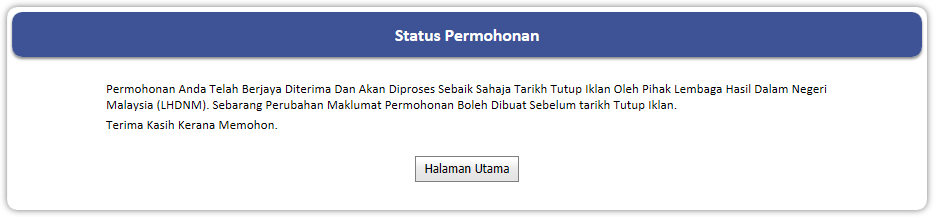 Status Permohonan
Permohonan Anda Telah Berjaya Diterima Dan Akan Diproses Sebaik Sahaja Tarikh Tutup Iklan Oleh Pihak Lembaga Hasil Dalam Negeri
Malaysia (LHDNM). Sebarang Perubahan Maklumat Permohonan Boleh Dibuat Sebelum tarikh Tutup Iklan.
Terima Kasih Kerana Memohon.
Halaman Utama